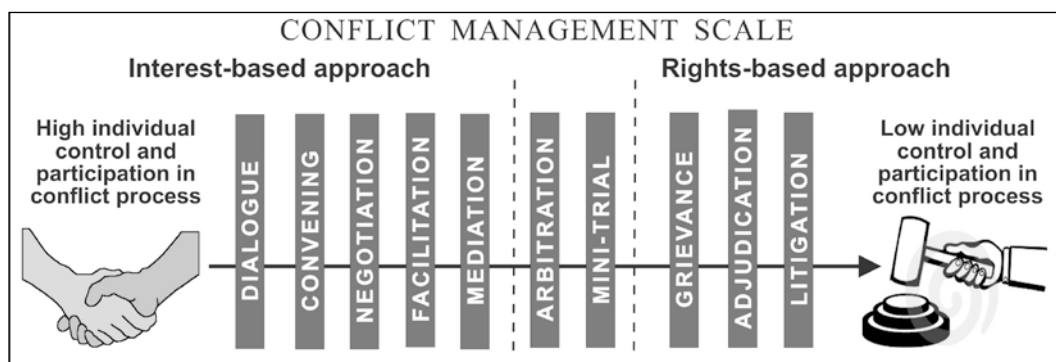 CONFLICT MANAGEMENT SCALE
Interest-based approach
Rights-based approach
High individual
control and
participation in
conflict process
DIALOGUE
CONVENING
NEGOTIATION
FACILITATION
MEDIATION
ARBITRATION
MINI-TRIAL
GRIEVANCE
ADJUDICATION
LITIGATION
Low individual
control and
participation in
conflict process